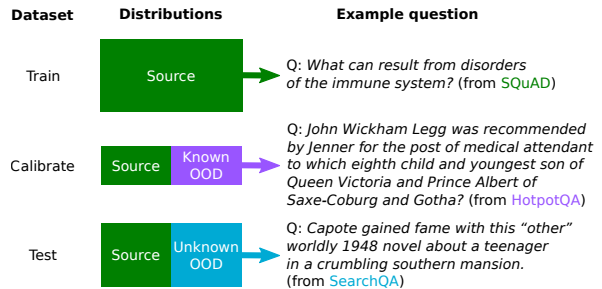 Dataset Distributions Example question
Train
Source
Q: What can result from disorders
of the immune system? (from SQuAD)
Calibrate
Source
Known
OOD
Q: John Wickham Legg was recommended
by Jenner for the post of medical attendant
to which eighth child and youngest son of
Queen Victoria and Prince Albert of
Saxe-Coburg and Gotha? (from HotpotQA)
Test
Source
Unknown
OOD
Q: Capote gained fame with this “other”
worldly 1948 novel about a teenager
in a crumbling southern mansion.
(from SearchQA)